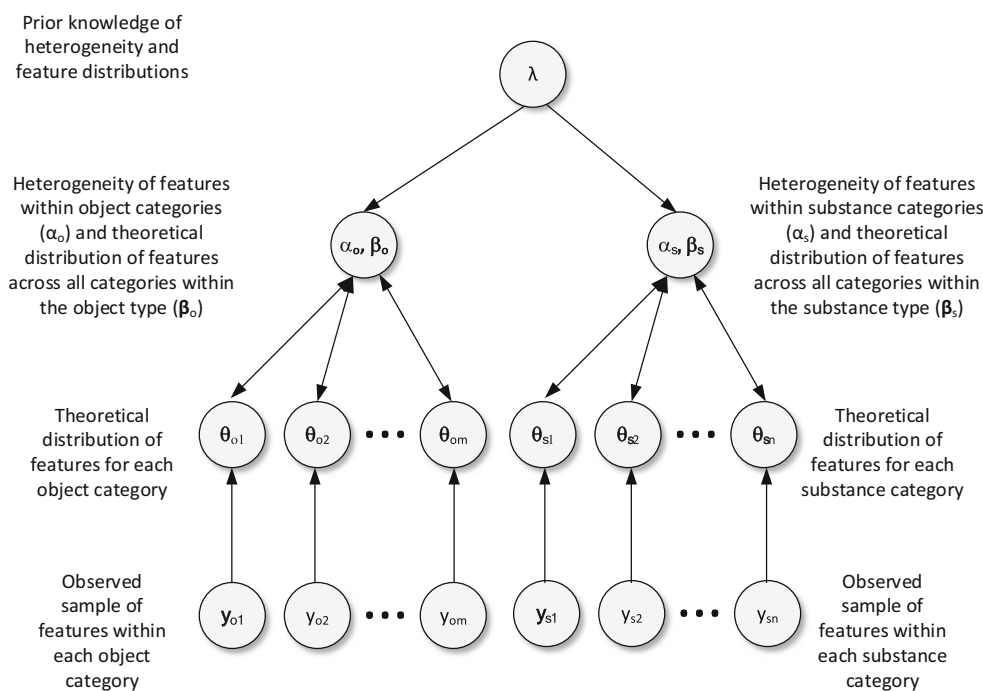 Prior knowledge of
heterogeneity and
feature distributions
λ
Heterogeneity of features
within object categories
(αₒ) and theoretical
distribution of features
across all categories within
the object type (βₒ)
αₒ, βₒ
αₛ, βₛ
Heterogeneity of features
within substance categories
(αₛ) and theoretical
distribution of features
across all categories within
the substance type (βₛ)
Theoretical
distribution of
features for each
object category
θₒ₁ θₒ₂ ••• θₒₘ θₛₗ θₛ₂ ••• θₛₙ
Theoretical
distribution of
features for each
substance category
Observed
sample of
features within
each object
category
yₒ₁ yₒ₂ ••• yₒₘ yₛ₁ yₛ₂ ••• yₛₙ
Observed
sample of
features within
each substance
category